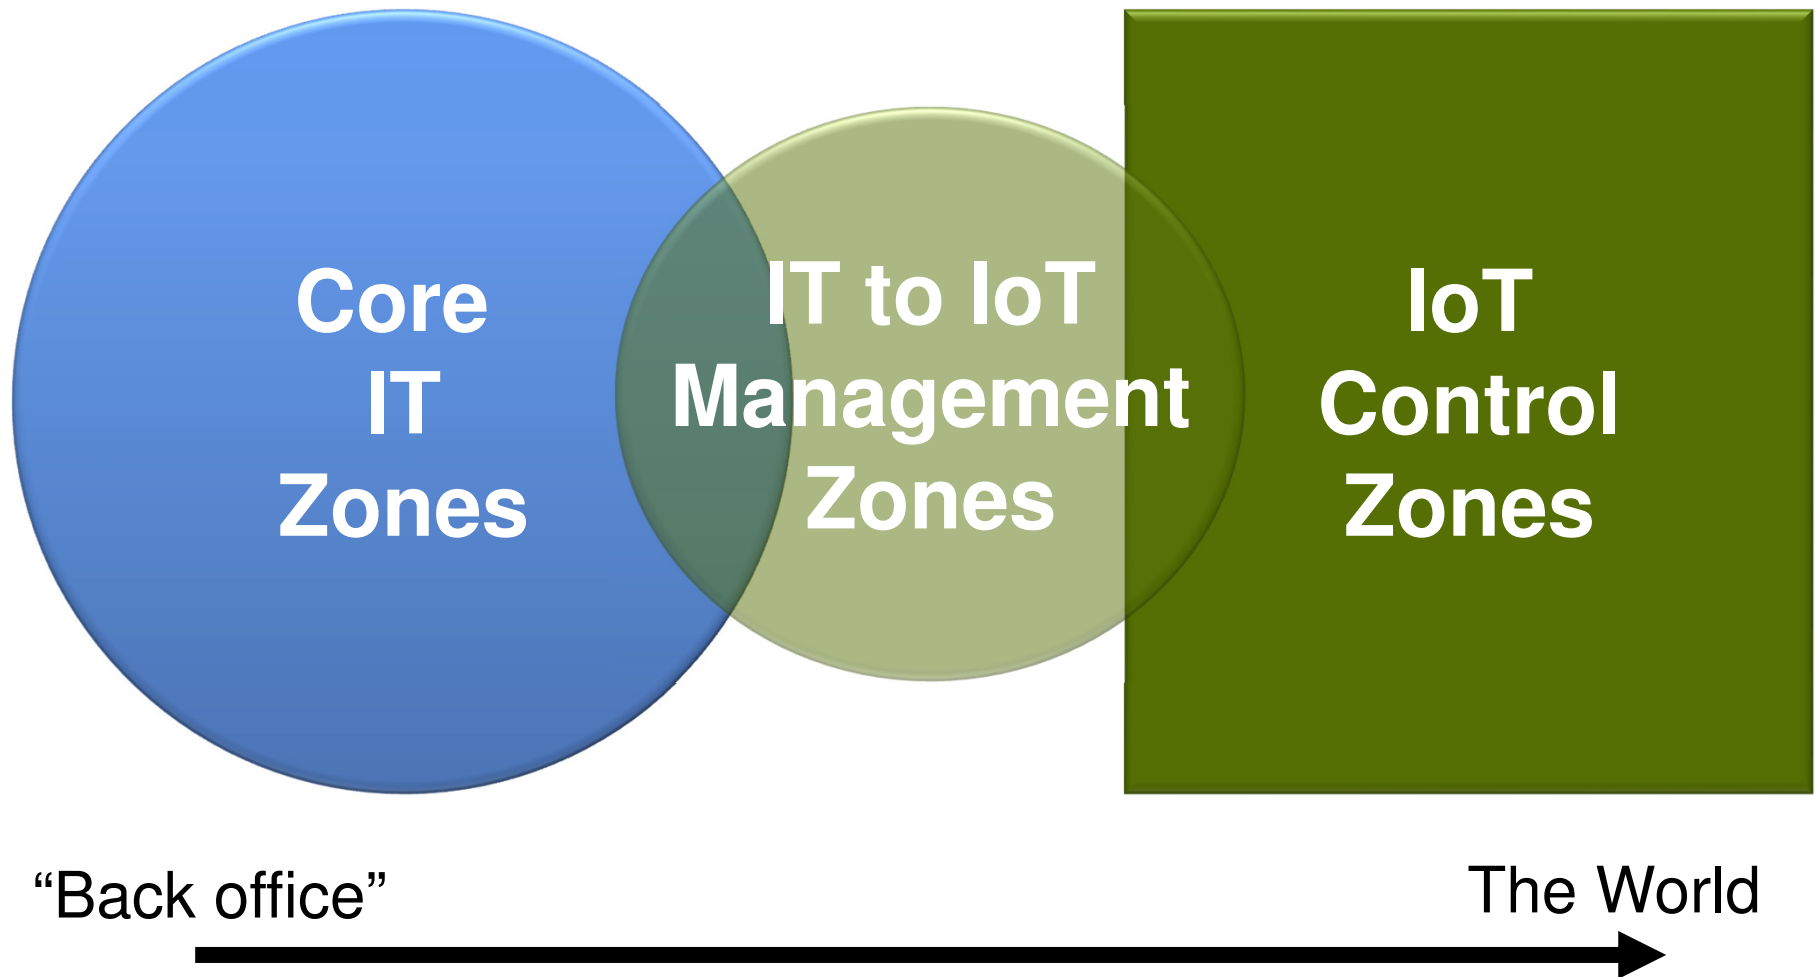 Core
IT
Zones
IT to IoT
Management
Zones
IoT
Control
Zones
“Back office”
The World